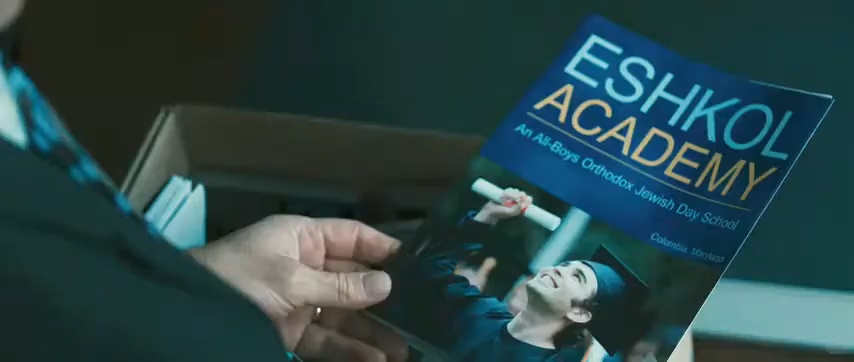 ESHKOL
ACADEMY
An All-Boys Orthodox Jewish Day School
Columbia, Maryland